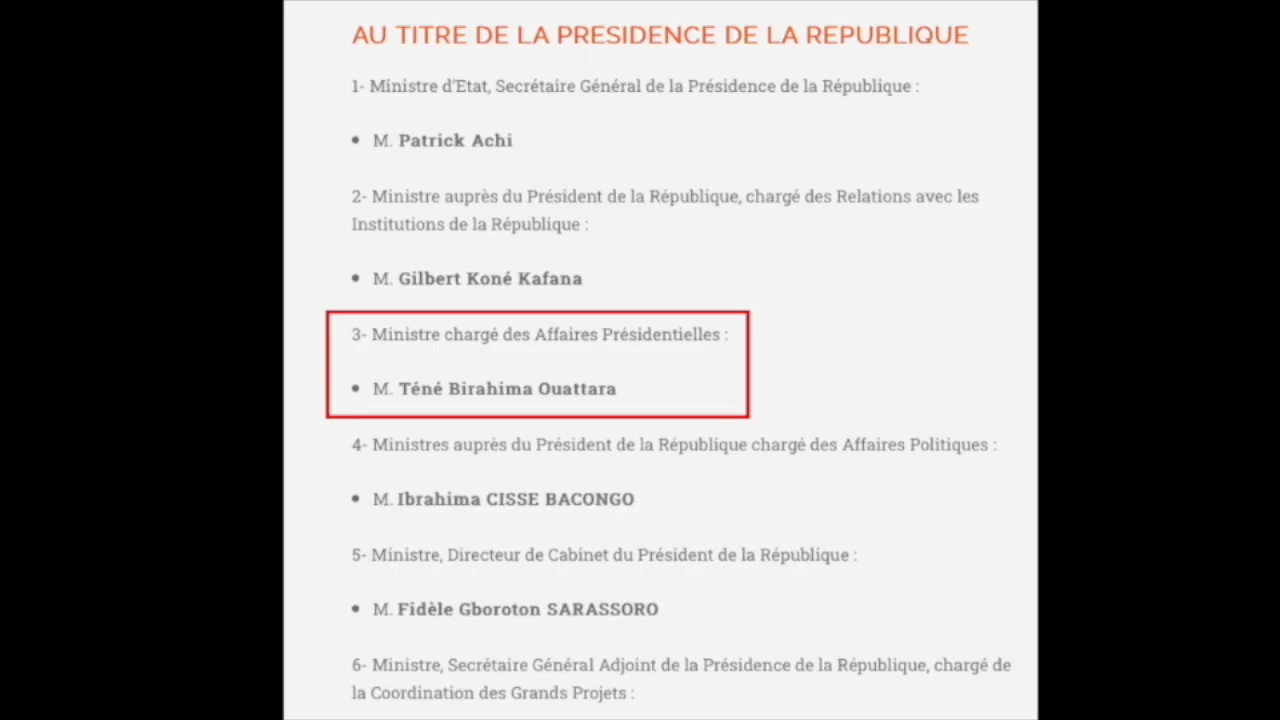 AU TITRE DE LA PRESIDENCE DE LA REPUBLIQUE
1- Ministre d'Etat, Secrétaire Général de la Présidence de la République :
• M. Patrick Achi
2- Ministre auprès du Président de la République, chargé des Relations avec les
Institutions de la République :
• M. Gilbert Koné Kafana
3- Ministre chargé des Affaires Présidentielles :
• M. Téné Birahima Ouattara
4- Ministres auprès du Président de la République chargé des Affaires Politiques :
• M. Ibrahima CISSE BACONGO
5- Ministre, Directeur de Cabinet du Président de la République :
• M. Fidèle Gboroton SARASSORO
6- Ministre, Secrétaire Général Adjoint de la Présidence de la République, chargé de
la Coordination des Grands Projets :